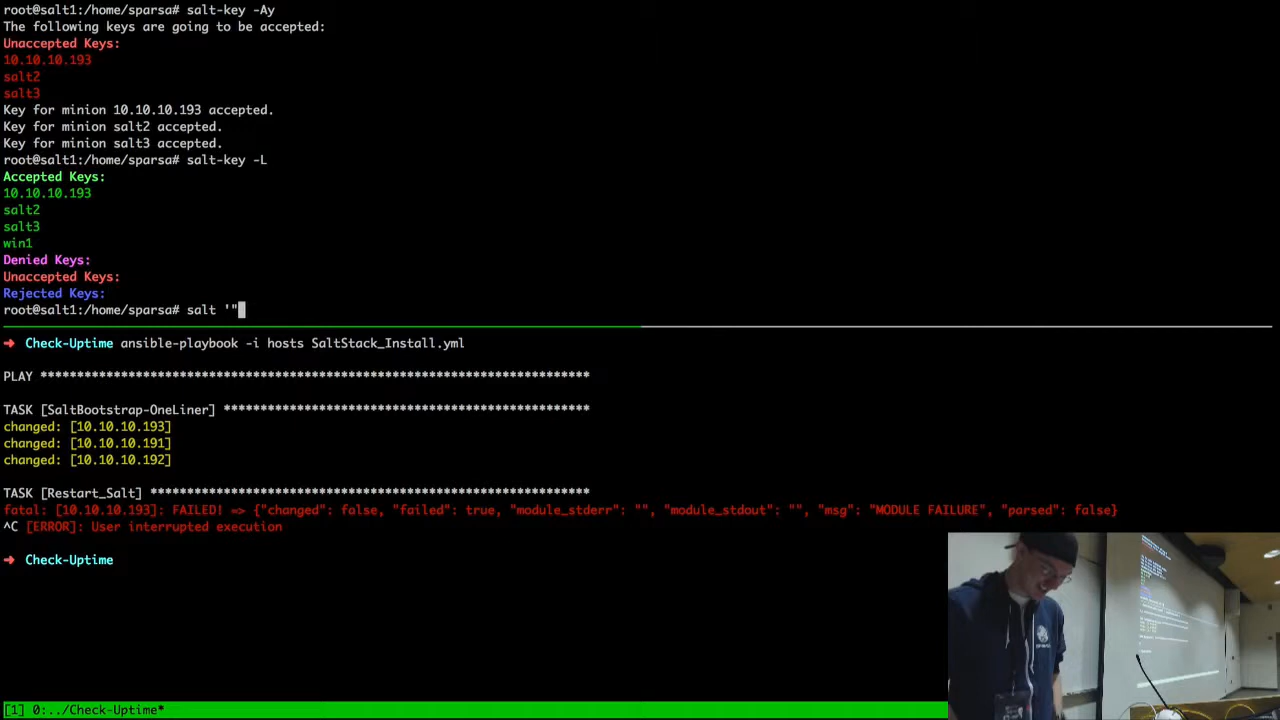 root@salt1:/home/sparsa# salt-key -Ay
The following keys are going to be accepted:
Unaccepted Keys:
10.10.10.193
salt2
salt3
Key for minion 10.10.10.193 accepted.
Key for minion salt2 accepted.
Key for minion salt3 accepted.
root@salt1:/home/sparsa# salt-key -L
Accepted Keys:
10.10.10.193
salt2
salt3
win1
Denied Keys:
Unaccepted Keys:
Rejected Keys:
root@salt1:/home/sparsa# salt '"
➜ Check-Uptime ansible-playbook -i hosts SaltStack_Install.yml
PLAY ***************************************************************************
TASK [SaltBootstrap-OneLiner] **************************************************
changed: [10.10.10.193]
changed: [10.10.10.191]
changed: [10.10.10.192]
TASK [Restart_Salt] ************************************************************
fatal: [10.10.10.193]: FAILED! => {"changed": false, "failed": true, "module_stderr": "", "module_stdout": "", "msg": "MODULE FAILURE", "parsed": false}
^C [ERROR]: User interrupted execution
➜ Check-Uptime
[1] 0:../Check-Uptime*